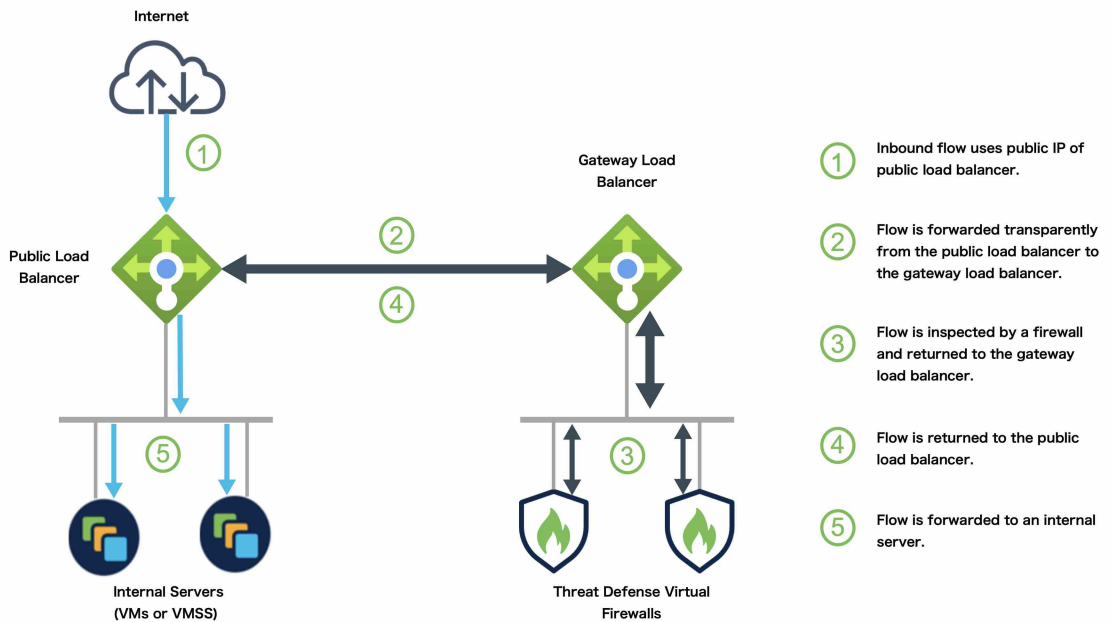 Internet
1
Gateway Load
Balancer
2
Public Load
Balancer
4
5
3
Internal Servers
(VMs or VMSS)
Threat Defense Virtual
Firewalls
1
Inbound flow uses public IP of
public load balancer.
2
Flow is forwarded transparently
from the public load balancer to
the gateway load balancer.
3
Flow is inspected by a firewall
and returned to the gateway
load balancer.
4
Flow is returned to the public
load balancer.
5
Flow is forwarded to an internal
server.